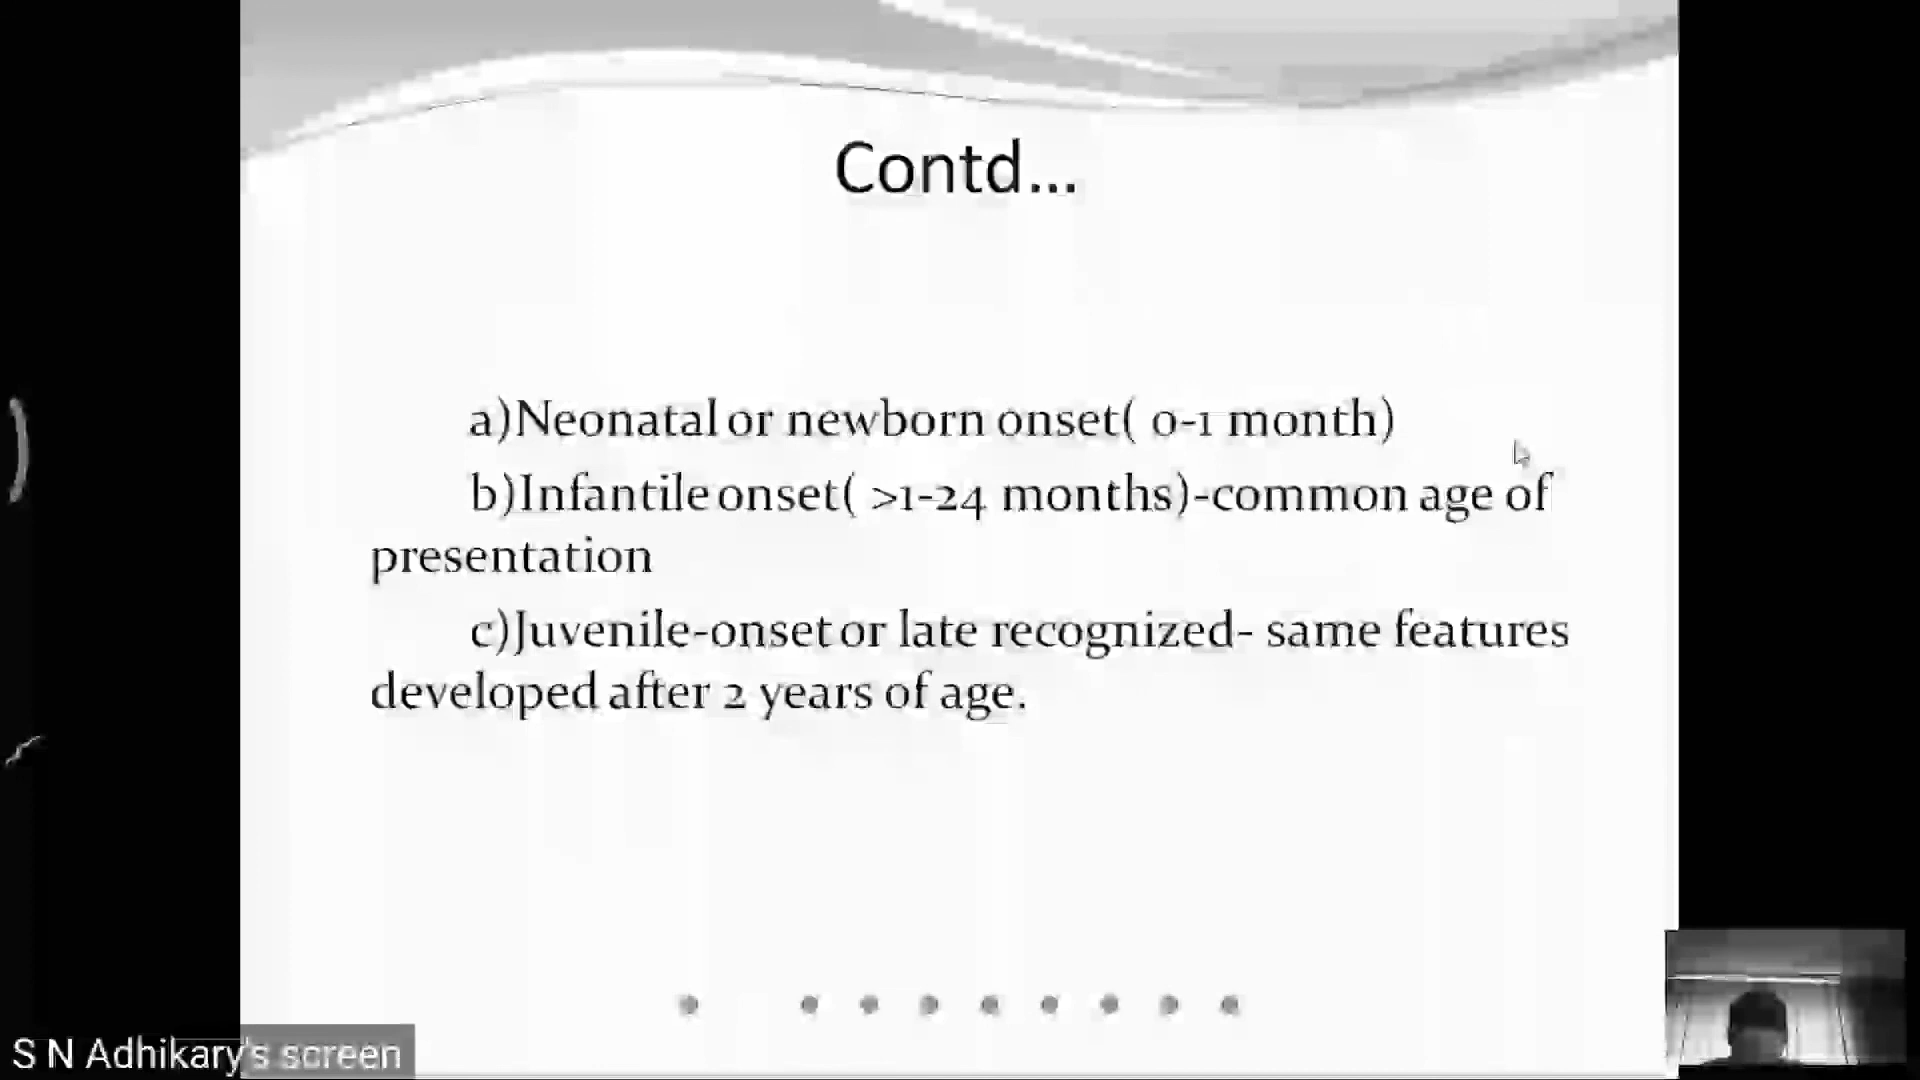 Contd...
a)Neonatal or newborn onset( 0-1 month)
b)Infantile onset( >1-24 months)-common age of
presentation
c)Juvenile-onset or late recognized- same features
developed after 2 years of age.
S N Adhikary's screen